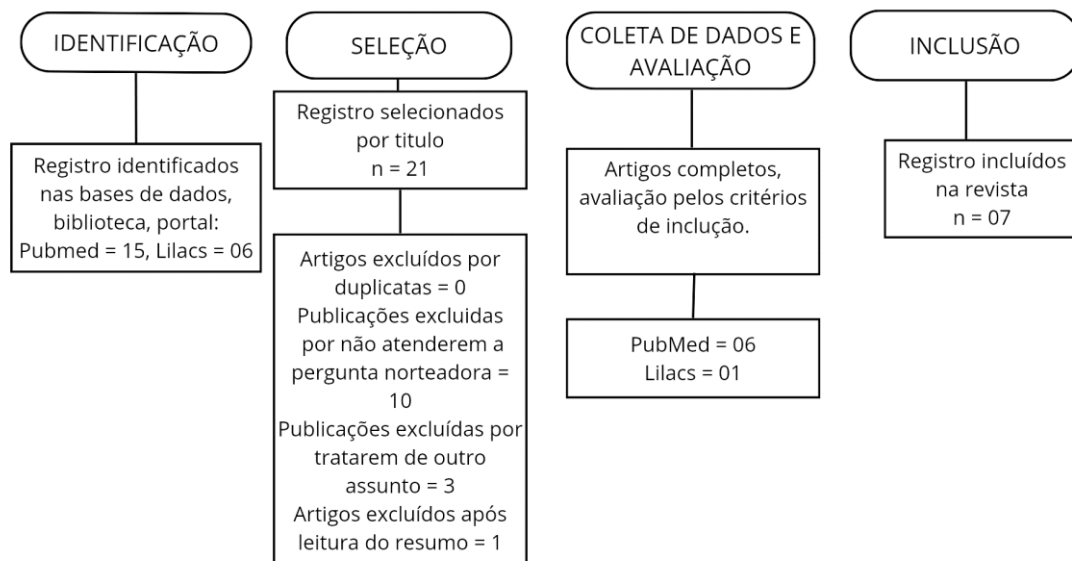 IDENTIFICAÇÃO
Registro identificados
nas bases de dados,
biblioteca, portal:
Pubmed = 15, Lilacs = 06
SELEÇÃO
Registro selecionados
por titulo
n = 21
Artigos excluídos por
duplicatas = 0
Publicações excluidas
por não atenderem a
pergunta norteadora =
10
Publicações excluídas por
tratarem de outro
assunto = 3
Artigos excluídos após
leitura do resumo = 1
COLETA DE DADOS E
AVALIAÇÃO
Artigos completos,
avaliação pelos critérios
de inclusão.
PubMed = 06
Lilacs = 01
INCLUSÃO
Registro incluídos
na revista
n = 07